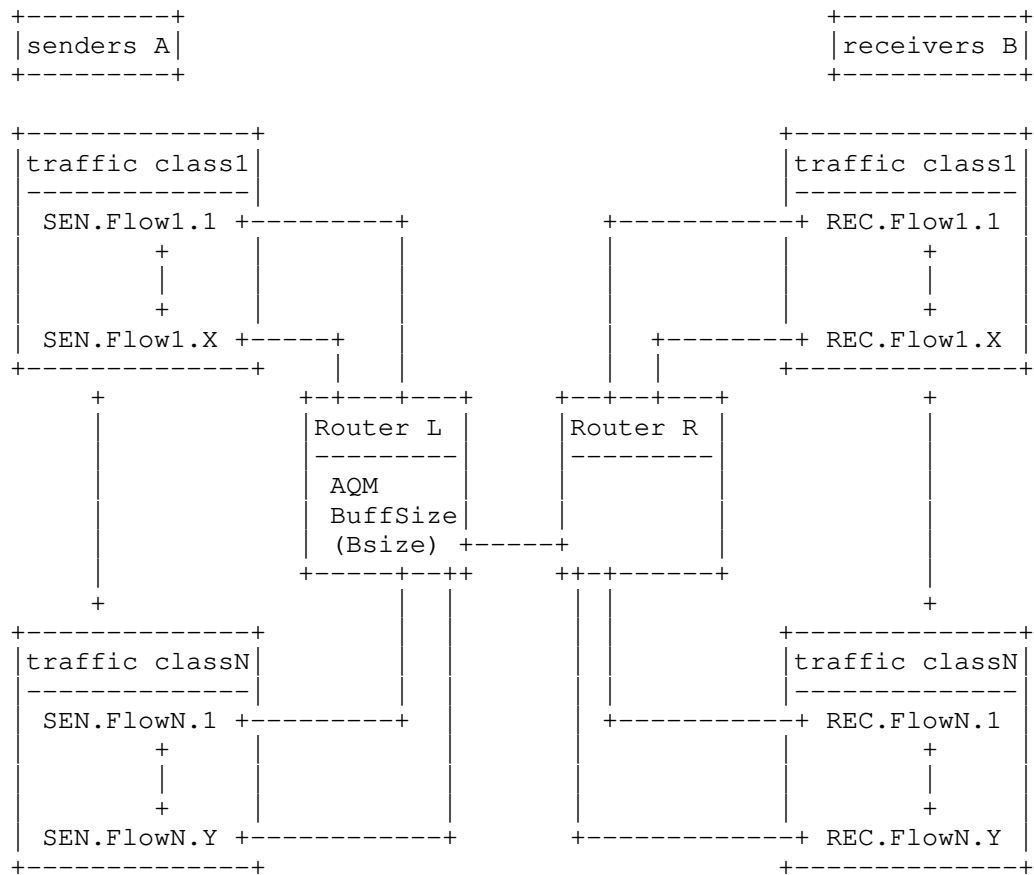 senders A
receivers B
traffic class1
traffic class1
SEN.Flow1.1
REC.Flow1.1
SEN.Flow1.X
REC.Flow1.X
Router L
Router R
AQM
BuffSize
(Bsize)
traffic classN
traffic classN
SEN.FlowN.1
REC.FlowN.1
SEN.FlowN.Y
REC.FlowN.Y